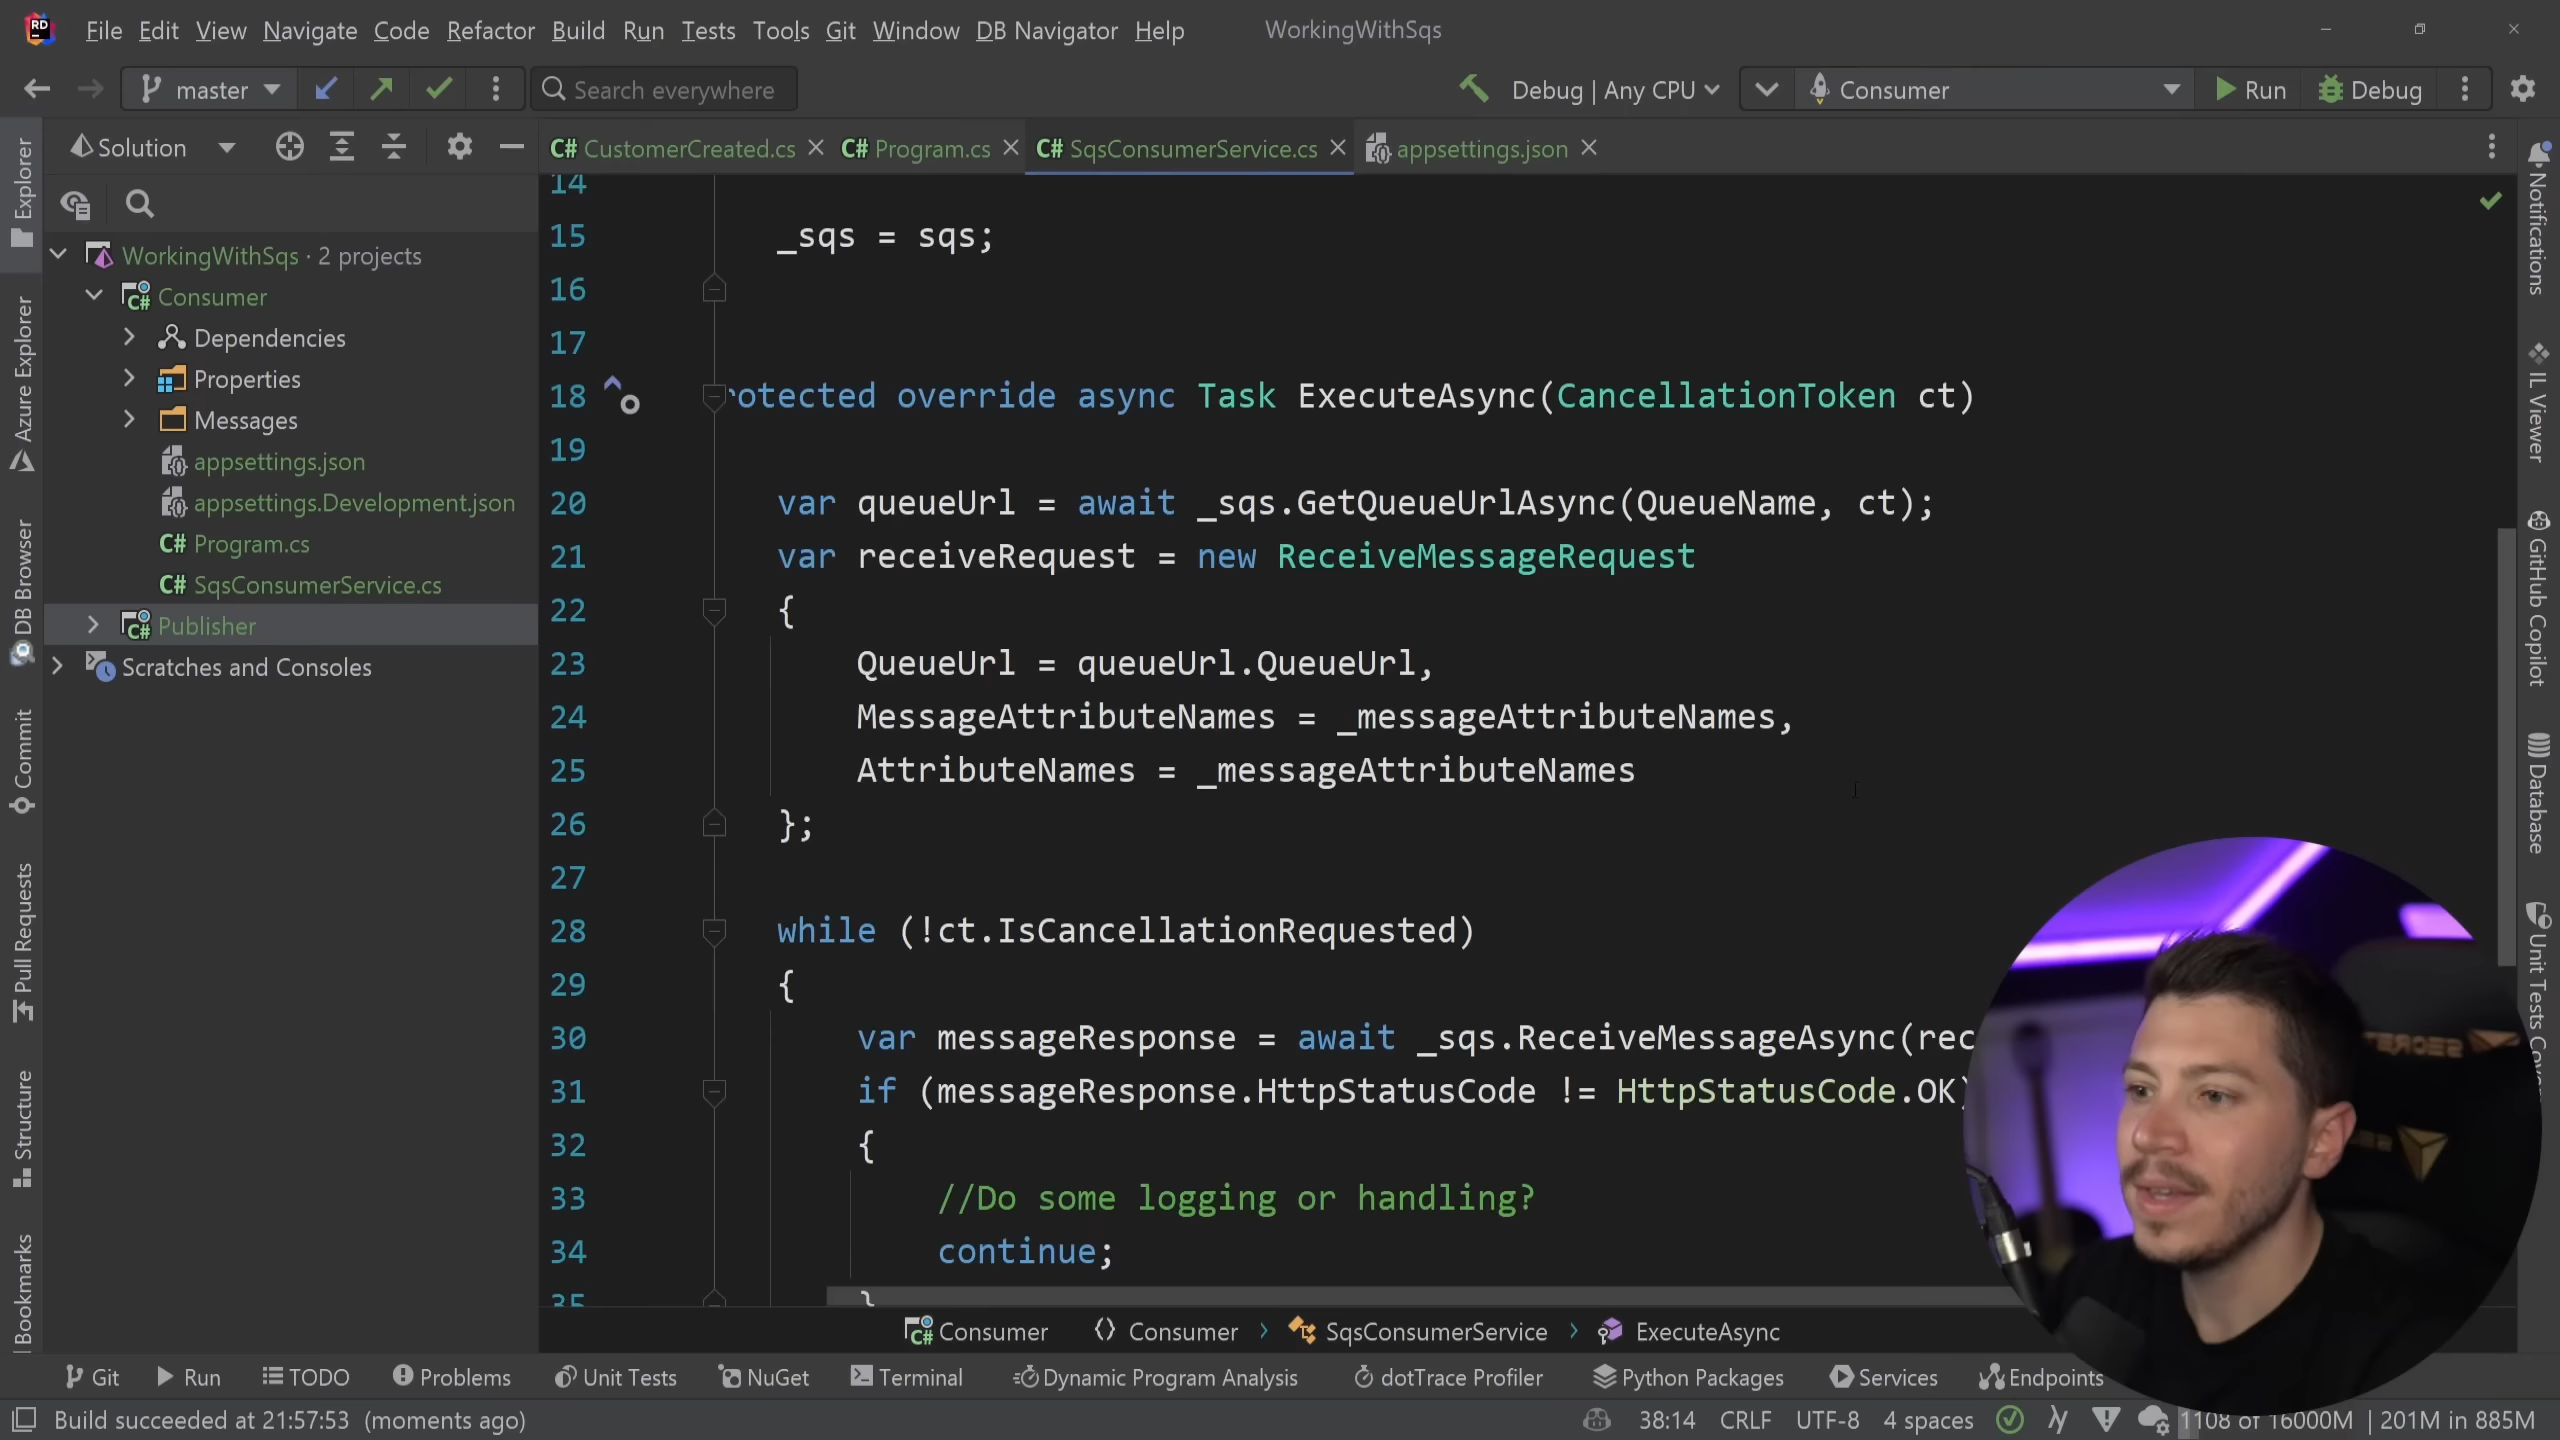 RD File Edit View Navigate Code Refactor Build Run Tests Tools Git Window DB Navigator Help WorkingWithSqs
master Search everywhere Debug | Any CPU Consumer Run Debug
Solution
CustomerCreated.cs Program.cs SqsConsumerService.cs appsettings.json
WorkingWithSqs · 2 projects
Consumer
Dependencies
Properties
Messages
appsettings.json
appsettings.Development.json
C# Program.cs
C# SqsConsumerService.cs
Publisher
Scratches and Consoles
Explorer
Azure Explorer
DB Browser
Commit
Pull Requests
Structure
Bookmarks
14
15 _sqs = sqs;
16
17
18 rotected override async Task ExecuteAsync(CancellationToken ct)
19
20 var queueUrl = await _sqs.GetQueueUrlAsync(QueueName, ct);
21 var receiveRequest = new ReceiveMessageRequest
22 {
23 QueueUrl = queueUrl.QueueUrl,
24 MessageAttributeNames = _messageAttributeNames,
25 AttributeNames = _messageAttributeNames
26 };
27
28 while (!ct.IsCancellationRequested)
29 {
30 var messageResponse = await _sqs.ReceiveMessageAsync(rec
31 if (messageResponse.HttpStatusCode != HttpStatusCode.OK)
32 {
33 //Do some logging or handling?
34 continue;
35 }
Notifications
IL Viewer
GitHub Copilot
Database
Unit Tests
Consumer Consumer SqsConsumerService ExecuteAsync
Git Run TODO Problems Unit Tests NuGet Terminal Dynamic Program Analysis dotTrace Profiler Python Packages Services Endpoints
Build succeeded at 21:57:53 (moments ago) 38:14 CRLF UTF-8 4 spaces 1108 of 16000M 201M in 885M